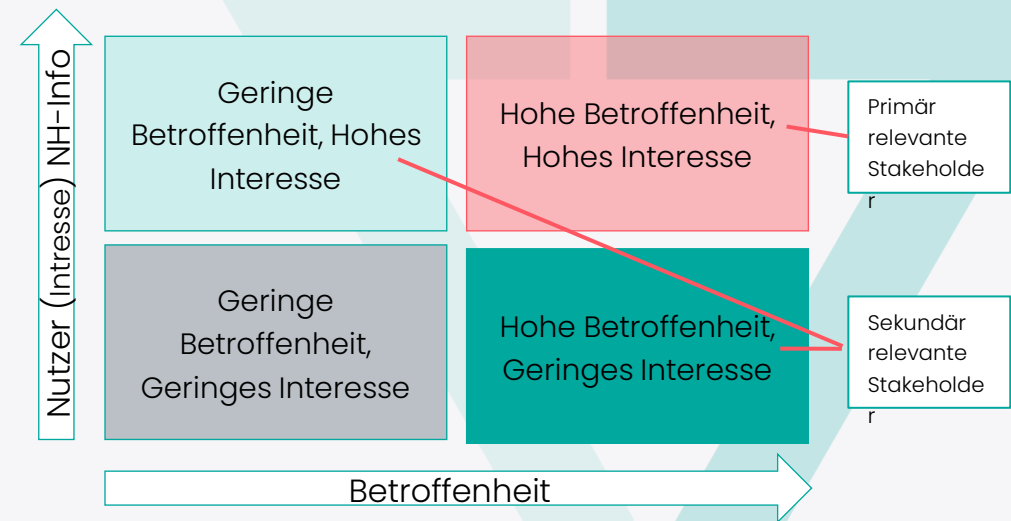 Nutzer (Intresse) NH-Info
Geringe
Betroffenheit, Hohes
Interesse
Hohe Betroffenheit,
Hohes Interesse
Primär
relevante
Stakeholde
r
Geringe
Betroffenheit,
Geringes Interesse
Hohe Betroffenheit,
Geringes Interesse
Sekundär
relevante
Stakeholde
r
Betroffenheit